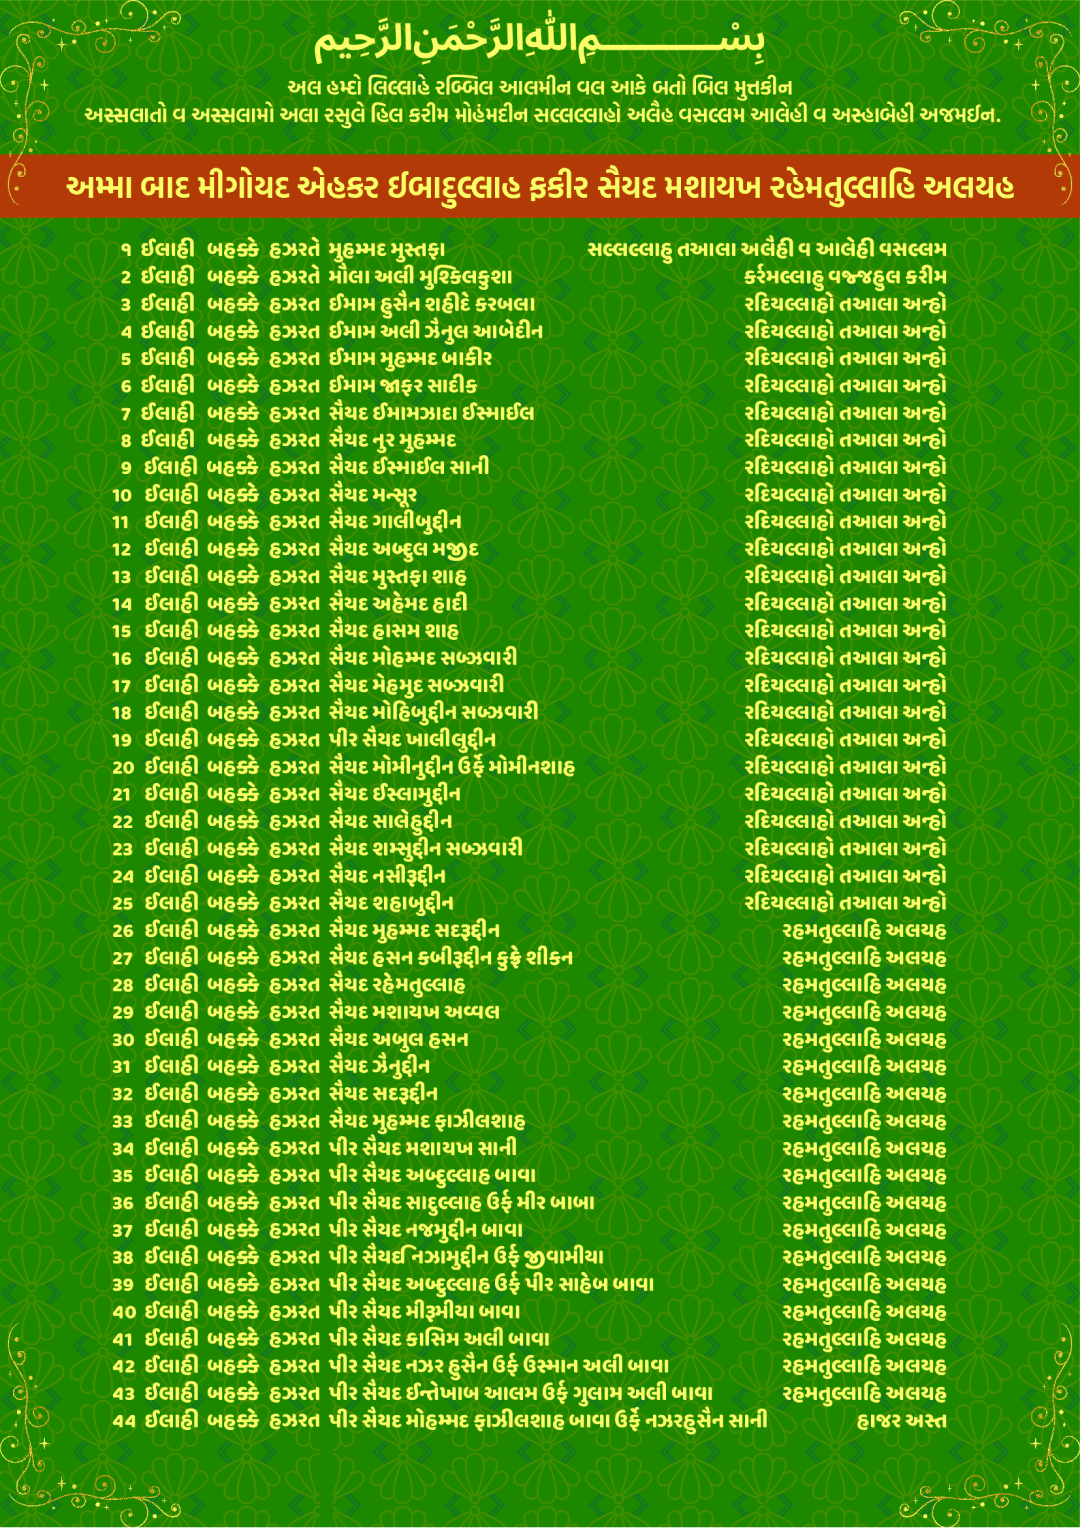 بِسْــــــــمِ اللّٰهِ الرَّحْمَنِ الرَّحِيم
અલ હમ્દો લિલ્લાહે રબ્બિલ આલમીન વલ આકે બતો બિલ મુત્તકીન
અસ્સલાતો વ અસ્સલામો અલા રસુલે હિલ કરીમ મોહંમદીન સલ્લલ્લાહો અલૈહ વસલ્લમ આલેહી વ અસ્હાબેહી અજમઈન.
અમ્મા બાદ મીગોયદ એહકર ઈબાદુલ્લાહ ફકીર સૈયદ મશાયખ રહેમતુલ્લાહિ અલયહ
૧ ઈલાહી બહક્કે હઝરતે મુહમ્મદ મુસ્તફા સલ્લલ્લાહુ તઆલા અલૈહી વ આલેહી વસલ્લમ
2 ઈલાહી બહક્કે હઝરતે મૌલા અલી મુશ્કિલકુશા કર્રમલ્લાહુ વજ્જહુલ કરીમ
3 ઈલાહી બહક્કે હઝરત ઈમામ હુસૈન શહીદે કરબલા રદિયલ્લાહો તઆલા અન્હો
4 ઈલાહી બહક્કે હઝરત ઈમામ અલી ઝૈનુલ આબેદીન રદિયલ્લાહો તઆલા અન્હો
5 ઈલાહી બહક્કે હઝરત ઈમામ મુહમ્મદ બાકીર રદિયલ્લાહો તઆલા અન્હો
6 ઈલાહી બહક્કે હઝરત ઈમામ જાફર સાદીક રદિયલ્લાહો તઆલા અન્હો
7 ઈલાહી બહક્કે હઝરત સૈયદ ઈમામઝાદા ઈસ્માઈલ રદિયલ્લાહો તઆલા અન્હો
8 ઈલાહી બહક્કે હઝરત સૈયદ નુર મુહમ્મદ રદિયલ્લાહો તઆલા અન્હો
9 ઈલાહી બહક્કે હઝરત સૈયદ ઈસ્માઈલ સાની રદિયલ્લાહો તઆલા અન્હો
10 ઈલાહી બહક્કે હઝરત સૈયદ મન્સૂર રદિયલ્લાહો તઆલા અન્હો
11 ઈલાહી બહક્કે હઝરત સૈયદ ગાલીબુદ્દીન રદિયલ્લાહો તઆલા અન્હો
12 ઈલાહી બહક્કે હઝરત સૈયદ અબ્દુલ મજીદ રદિયલ્લાહો તઆલા અન્હો
13 ઈલાહી બહક્કે હઝરત સૈયદ મુસ્તફા શાહ રદિયલ્લાહો તઆલા અન્હો
14 ઈલાહી બહક્કે હઝરત સૈયદ અહેમદ હાદી રદિયલ્લાહો તઆલા અન્હો
15 ઈલાહી બહક્કે હઝરત સૈયદ હાસમ શાહ રદિયલ્લાહો તઆલા અન્હો
16 ઈલાહી બહક્કે હઝરત સૈયદ મોહમ્મદ સબ્ઝવારી રદિયલ્લાહો તઆલા અન્હો
17 ઈલાહી બહક્કે હઝરત સૈયદ મેહમુદ સબ્ઝવારી રદિયલ્લાહો તઆલા અન્હો
18 ઈલાહી બહક્કે હઝરત સૈયદ મોહિબુદ્દીન સબ્ઝવારી રદિયલ્લાહો તઆલા અન્હો
19 ઈલાહી બહક્કે હઝરત પીર સૈયદ ખાલીલુદ્દીન રદિયલ્લાહો તઆલા અન્હો
20 ઈલાહી બહક્કે હઝરત સૈયદ મોમીનુદ્દીન ઉર્ફે મોમીનશાહ રદિયલ્લાહો તઆલા અન્હો
21 ઈલાહી બહક્કે હઝરત સૈયદ ઈસ્લામુદ્દીન રદિયલ્લાહો તઆલા અન્હો
22 ઈલાહી બહક્કે હઝરત સૈયદ સાલેહુદ્દીન રદિયલ્લાહો તઆલા અન્હો
23 ઈલાહી બહક્કે હઝરત સૈયદ શમ્સુદ્દીન સબ્ઝવારી રદિયલ્લાહો તઆલા અન્હો
24 ઈલાહી બહક્કે હઝરત સૈયદ નસીરૂદ્દીન રદિયલ્લાહો તઆલા અન્હો
25 ઈલાહી બહક્કે હઝરત સૈયદ શહાબુદ્દીન રદિયલ્લાહો તઆલા અન્હો
26 ઈલાહી બહક્કે હઝરત સૈયદ મુહમ્મદ સદરૂદ્દીન રહમતુલ્લાહિ અલયહ
27 ઈલાહી બહક્કે હઝરત સૈયદ હસન કબીરૂદ્દીન કુફ્રે શીકન રહમતુલ્લાહિ અલયહ
28 ઈલાહી બહક્કે હઝરત સૈયદ રહેમતુલ્લાહ રહમતુલ્લાહિ અલયહ
29 ઈલાહી બહક્કે હઝરત સૈયદ મશાયખ અવ્વલ રહમતુલ્લાહિ અલયહ
30 ઈલાહી બહક્કે હઝરત સૈયદ અબુલ હસન રહમતુલ્લાહિ અલયહ
31 ઈલાહી બહક્કે હઝરત સૈયદ ઝૈનુદ્દીન રહમતુલ્લાહિ અલયહ
32 ઈલાહી બહક્કે હઝરત સૈયદ સદરૂદ્દીન રહમતુલ્લાહિ અલયહ
33 ઈલાહી બહક્કે હઝરત સૈયદ મુહમ્મદ ફાઝીલશાહ રહમતુલ્લાહિ અલયહ
34 ઈલાહી બહક્કે હઝરત પીર સૈયદ મશાયખ સાની રહમતુલ્લાહિ અલયહ
35 ઈલાહી બહક્કે હઝરત પીર સૈયદ અબ્દુલ્લાહ બાવા રહમતુલ્લાહિ અલયહ
36 ઈલાહી બહક્કે હઝરત પીર સૈયદ સાદુલ્લાહ ઉર્ફ મીર બાબા રહમતુલ્લાહિ અલયહ
37 ઈલાહી બહક્કે હઝરત પીર સૈયદ નજમુદ્દીન બાવા રહમતુલ્લાહિ અલયહ
38 ઈલાહી બહક્કે હઝરત પીર સૈયદ નિઝામુદ્દીન ઉર્ફ જીવામીયા રહમતુલ્લાહિ અલયહ
39 ઈલાહી બહક્કે હઝરત પીર સૈયદ અબ્દુલ્લાહ ઉર્ફ પીર સાહેબ બાવા રહમતુલ્લાહિ અલયહ
40 ઈલાહી બહક્કે હઝરત પીર સૈયદ મીરૂમીયા બાવા રહમતુલ્લાહિ અલયહ
41 ઈલાહી બહક્કે હઝરત પીર સૈયદ કાસિમ અલી બાવા રહમતુલ્લાહિ અલયહ
42 ઈલાહી બહક્કે હઝરત પીર સૈયદ નઝર હુસૈન ઉર્ફ ઉસ્માન અલી બાવા રહમતુલ્લાહિ અલયહ
43 ઈલાહી બહક્કે હઝરત પીર સૈયદ ઈન્તેખાબ આલમ ઉર્ફ ગુલામ અલી બાવા રહમતુલ્લાહિ અલયહ
44 ઈલાહી બહક્કે હઝરત પીર સૈયદ મોહમ્મદ ફાઝીલશાહ બાવા ઉર્ફે નઝરહુસૈન સાની હાજર અસ્ત